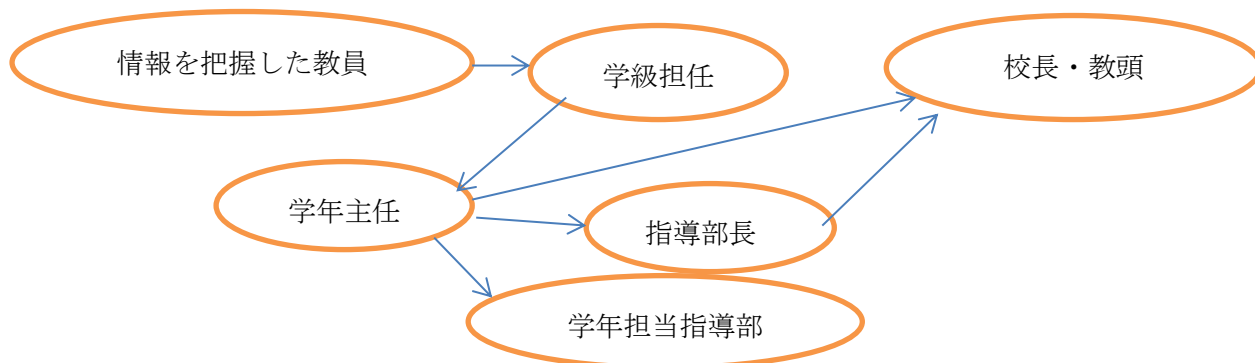 情報を把握した教員
学級担任
校長・教頭
学年主任
指導部長
学年担当指導部